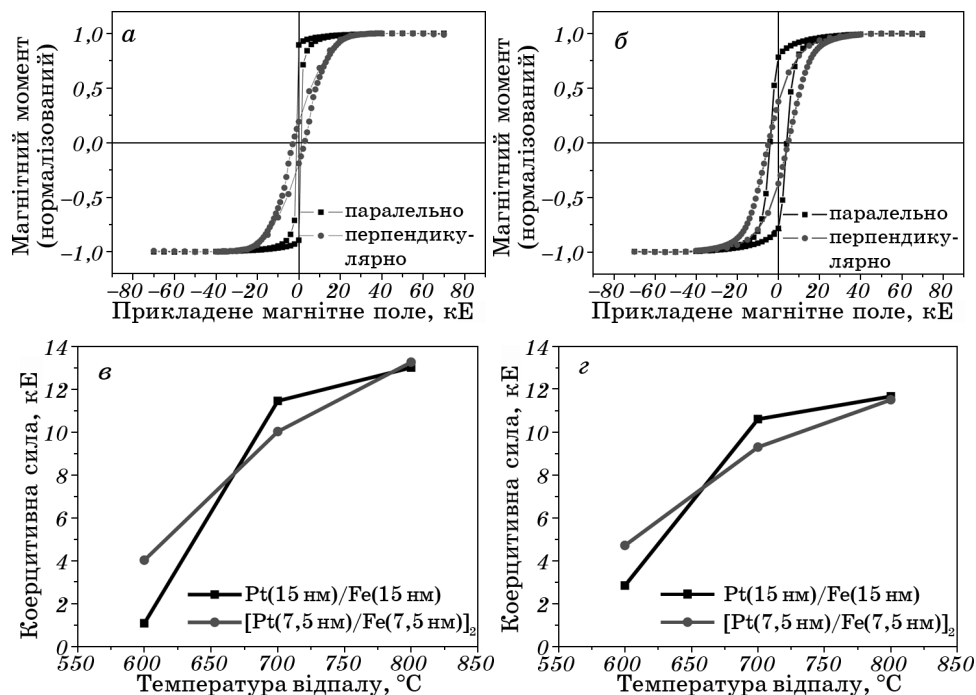 а
Магнітний момент
(нормалізований)
1,0
0,5
0,0
−0,5
−1,0
паралельно
перпендику-
лярно
−80 −60 −40 −20 0 20 40 60 80
Прикладене магнітне поле, кЕ
б
Магнітний момент
(нормалізований)
1,0
0,5
0,0
−0,5
−1,0
паралельно
перпендику-
лярно
−80 −60 −40 −20 0 20 40 60 80
Прикладене магнітне поле, кЕ
в
Коерцитивна сила, кЕ
14
12
10
8
6
4
2
0
Pt(15 нм)/Fe(15 нм)
[Pt(7,5 нм)/Fe(7,5 нм)]₂
550 600 650 700 750 800 850
Температура відпалу, °C
г
Коерцитивна сила, кЕ
14
12
10
8
6
4
2
0
Pt(15 нм)/Fe(15 нм)
[Pt(7,5 нм)/Fe(7,5 нм)]₂
550 600 650 700 750 800 850
Температура відпалу, °C